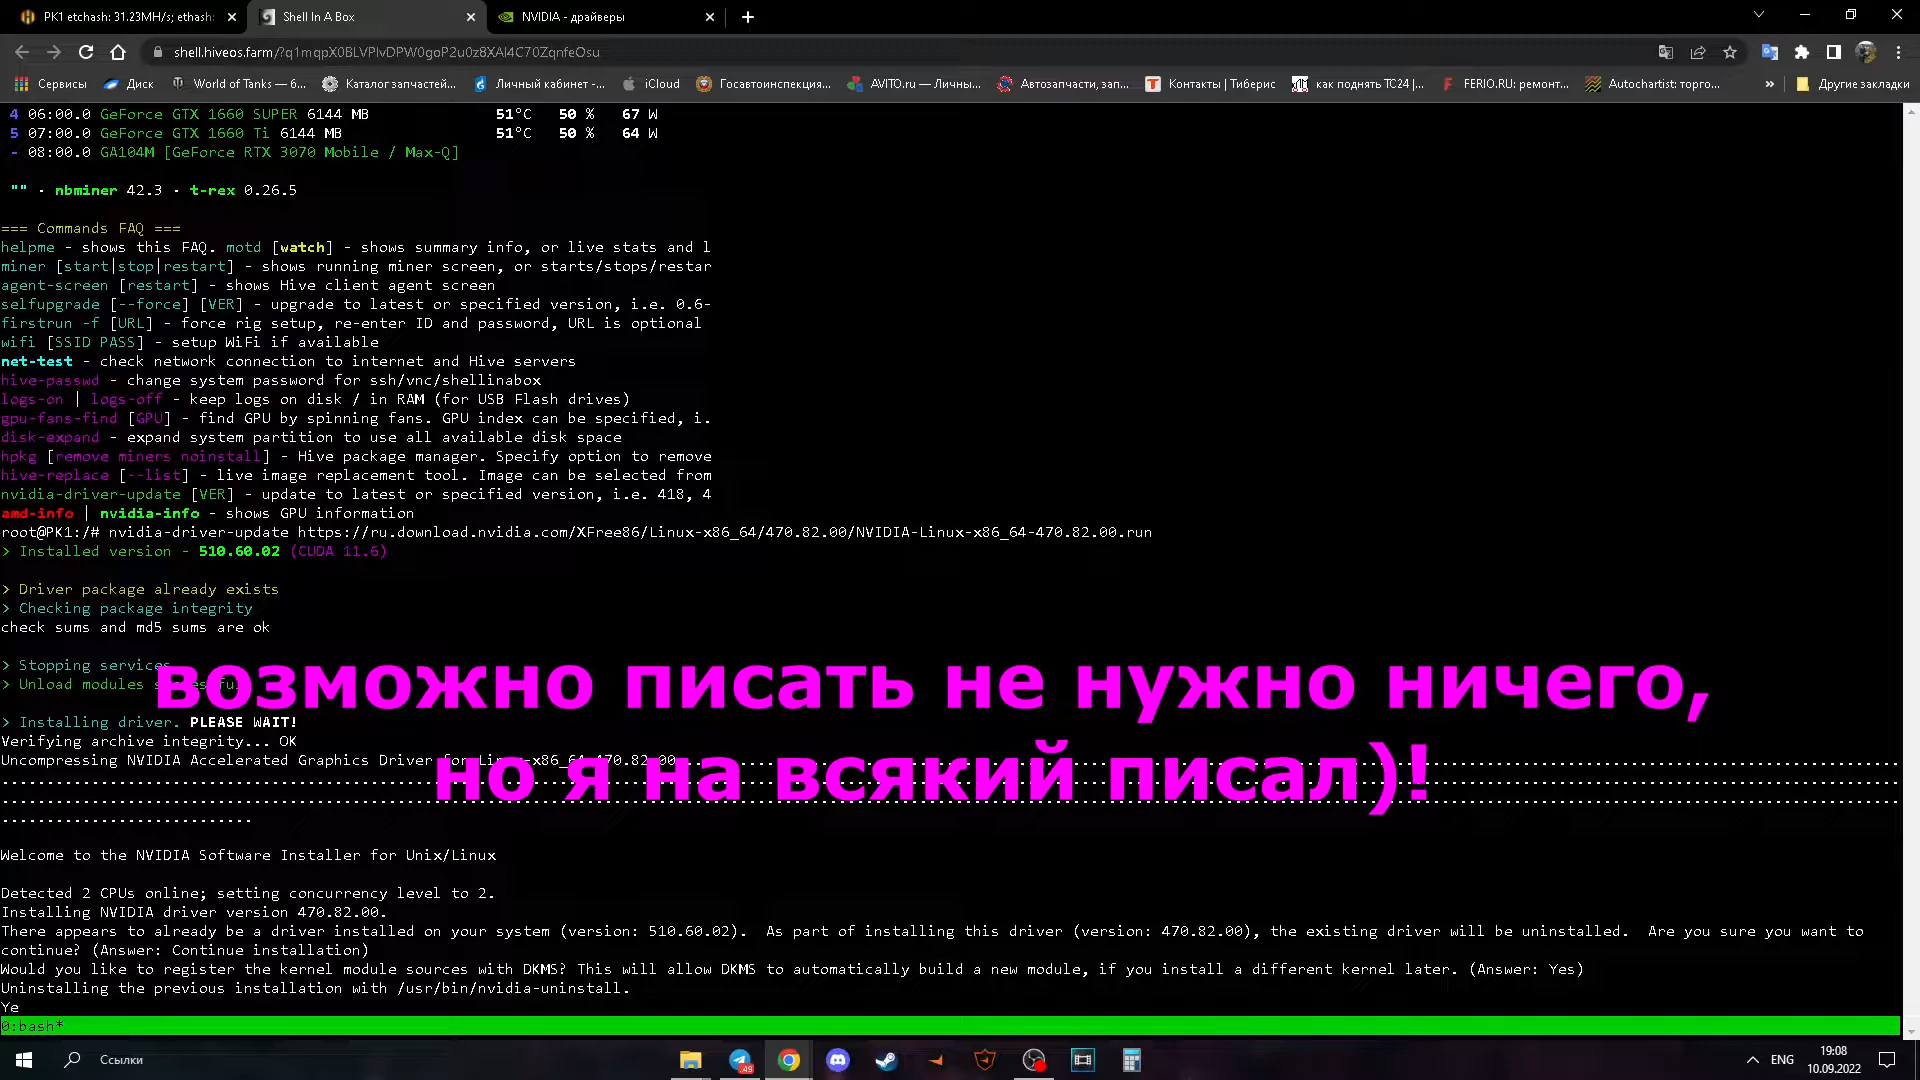 PK1 etchash: 31.23MH/s; ethash:
Shell In A Box
NVIDIA - драйверы
shell.hiveos.farm/?q1mqpX0BLVPlvDPW0goP2u0z8XAl4C70ZqnfeOsu
Сервисы
Диск
World of Tanks — б...
Каталог запчастей...
Личный кабинет -...
iCloud
Госавтоинспекция...
AVITO.ru — Личны...
Автозапчасти, зап...
Контакты | Тиберис
как поднять TC24 |...
FERIO.RU: ремонт...
Autochartist: торго...
»
Другие закладки
4 06:00.0 GeForce GTX 1660 SUPER 6144 MB 51°C 50 % 67 W
5 07:00.0 GeForce GTX 1660 Ti 6144 MB 51°C 50 % 64 W
- 08:00.0 GA104M [GeForce RTX 3070 Mobile / Max-Q]
"" · nbminer 42.3 · t-rex 0.26.5
=== Commands FAQ ===
helpme - shows this FAQ. motd [watch] - shows summary info, or live stats and l
miner [start|stop|restart] - shows running miner screen, or starts/stops/restar
agent-screen [restart] - shows Hive client agent screen
selfupgrade [--force] [VER] - upgrade to latest or specified version, i.e. 0.6-
firstrun -f [URL] - force rig setup, re-enter ID and password, URL is optional
wifi [SSID PASS] - setup WiFi if available
net-test - check network connection to internet and Hive servers
hive-passwd - change system password for ssh/vnc/shellinabox
logs-on | logs-off - keep logs on disk / in RAM (for USB Flash drives)
gpu-fans-find [GPU] - find GPU by spinning fans. GPU index can be specified, i.
disk-expand - expand system partition to use all available disk space
hpkg [remove miners noinstall] - Hive package manager. Specify option to remove
hive-replace [--list] - live image replacement tool. Image can be selected from
nvidia-driver-update [VER] - update to latest or specified version, i.e. 418, 4
amd-info | nvidia-info - shows GPU information
root@PK1:/# nvidia-driver-update https://ru.download.nvidia.com/XFree86/Linux-x86_64/470.82.00/NVIDIA-Linux-x86_64-470.82.00.run
> Installed version - 510.60.02 (CUDA 11.6)
> Driver package already exists
> Checking package integrity
check sums and md5 sums are ok
> Stopping services
> Unload modules
возможно писать не нужно ничего,
> Installing driver. PLEASE WAIT!
Verifying archive integrity... OK
Uncompressing NVIDIA Accelerated Graphics Driver for Linux-x86_64 470.82.00
но я на всякий писал)!
Welcome to the NVIDIA Software Installer for Unix/Linux
Detected 2 CPUs online; setting concurrency level to 2.
Installing NVIDIA driver version 470.82.00.
There appears to already be a driver installed on your system (version: 510.60.02). As part of installing this driver (version: 470.82.00), the existing driver will be uninstalled. Are you sure you want to
continue? (Answer: Continue installation)
Would you like to register the kernel module sources with DKMS? This will allow DKMS to automatically build a new module, if you install a different kernel later. (Answer: Yes)
Uninstalling the previous installation with /usr/bin/nvidia-uninstall.
Ye
0:bash*
Ссылки
49
ENG
19:08
10.09.2022